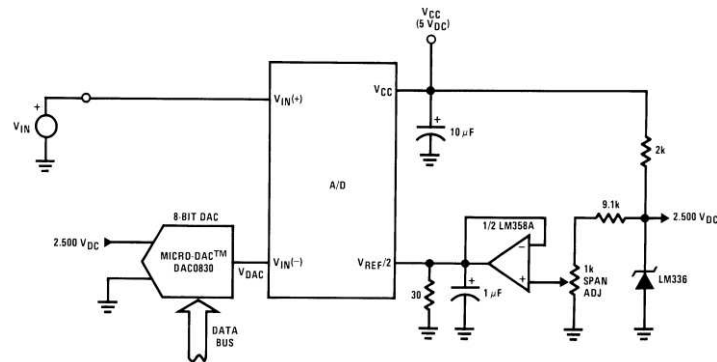 VCC
(5 VDC)
VIN(+)
VCC
+
VIN
+
10 μF
2k
A/D
9.1k
8-BIT DAC
1/2 LM358A
2.500 VDC
2.500 VDC
MICRO-DAC™
DAC0830
VIN(−)
VREF/2
−
+
1k
SPAN
ADJ
LM336
VDAC
30
+
1 μF
DATA
BUS